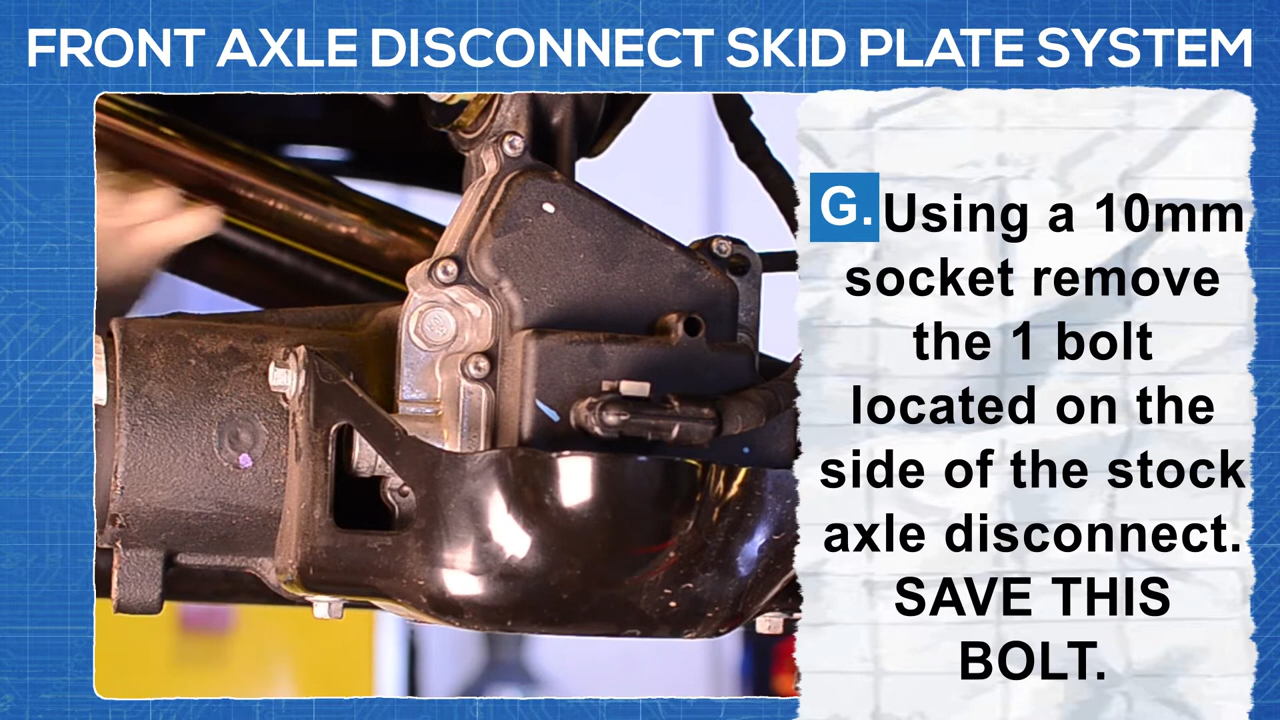 FRONT AXLE DISCONNECT SKID PLATE SYSTEM
G. Using a 10mm
socket remove
the 1 bolt
located on the
side of the stock
axle disconnect.
SAVE THIS
BOLT.